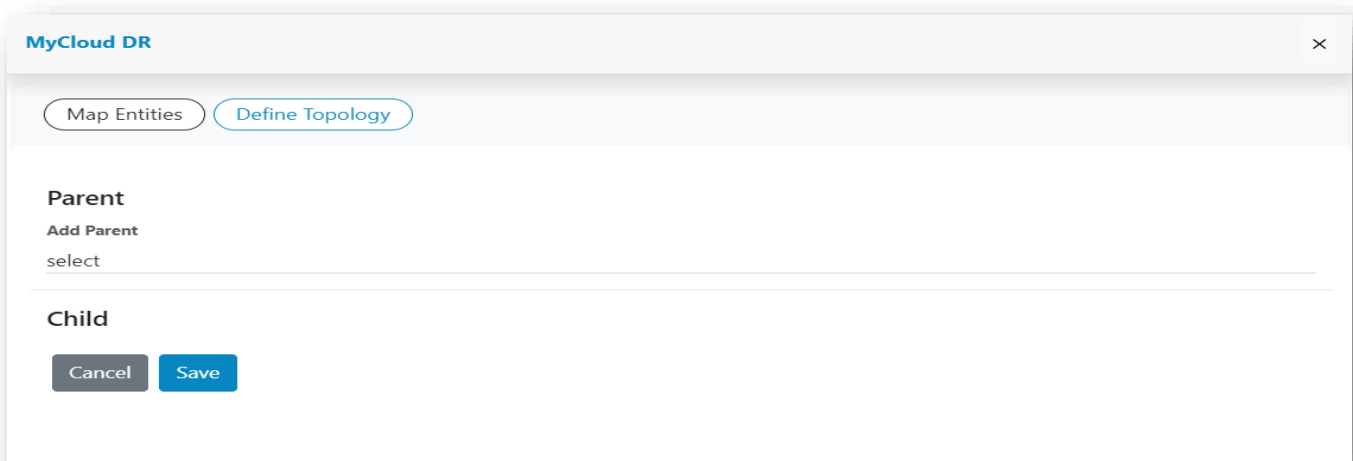 MyCloud DR ×
Map Entities Define Topology
Parent
Add Parent
select
Child
Cancel Save